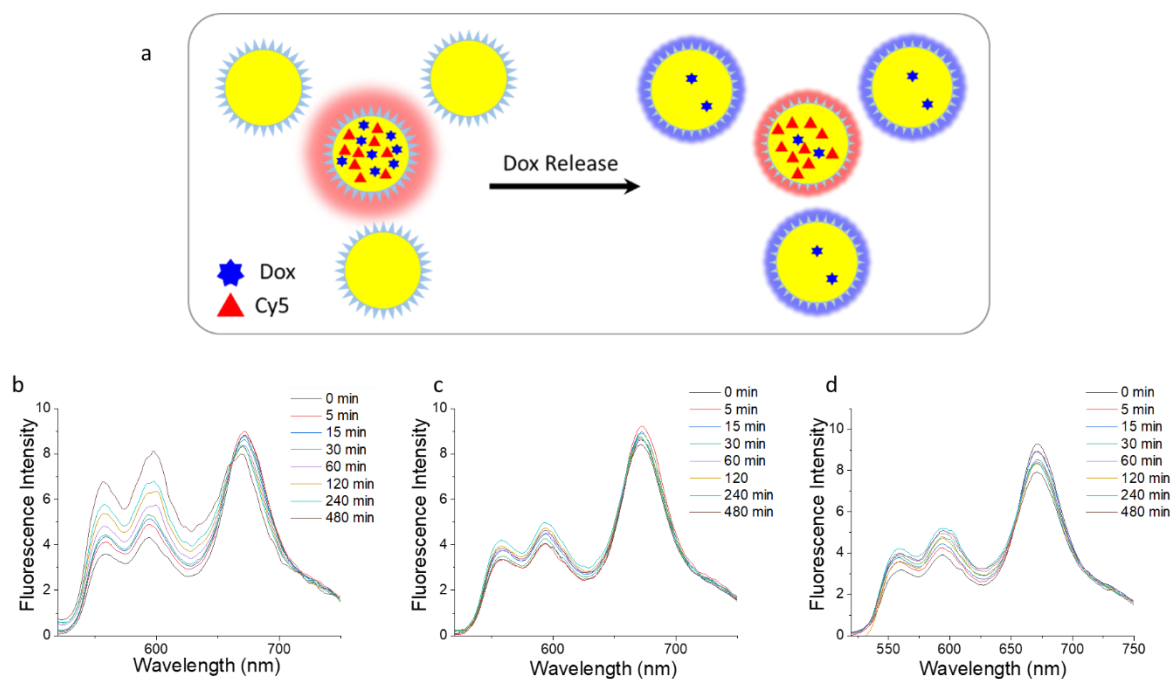 a
Dox Release
Dox
Cy5
b
10
8
6
4
2
0
Fluorescence Intensity
600
700
Wavelength (nm)
0 min
5 min
15 min
30 min
60 min
120 min
240 min
480 min
c
10
8
6
4
2
0
Fluorescence Intensity
600
700
Wavelength (nm)
0 min
5 min
15 min
30 min
60 min
120
240 min
480 min
d
10
8
6
4
2
0
Fluorescence Intensity
550
600
650
700
750
Wavelength (nm)
0 min
5 min
15 min
30 min
60 min
120 min
240 min
480 min